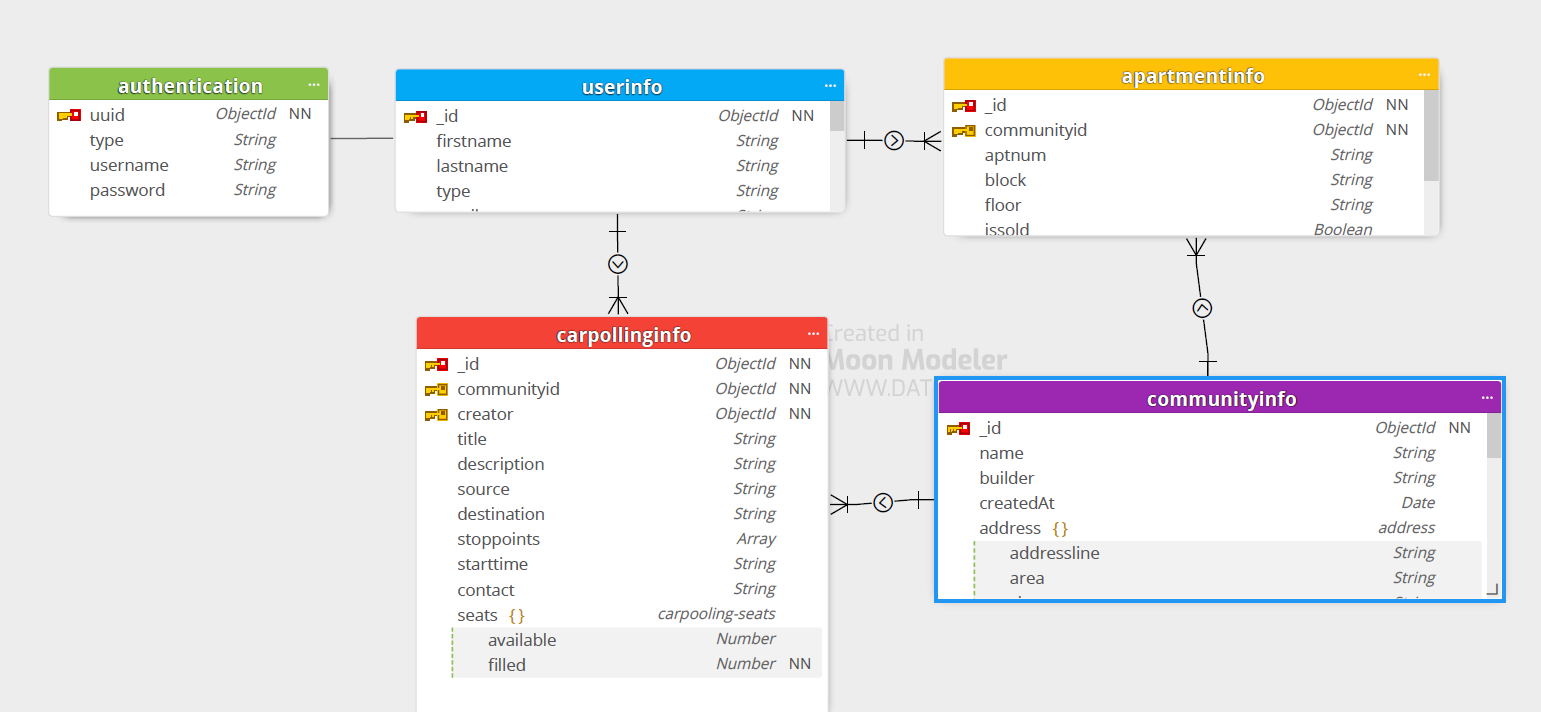 authentication
uuid ObjectId NN
type String
username String
password String
userinfo
_id ObjectId NN
firstname String
lastname String
type String
apartmentinfo
_id ObjectId NN
communityid ObjectId NN
aptnum String
block String
floor String
issold Boolean
carpollinginfo
_id ObjectId NN
communityid ObjectId NN
creator ObjectId NN
title String
description String
source String
destination String
stoppoints Array
starttime String
contact String
seats {} carpooling-seats
available Number
filled Number NN
Created in
Moon Modeler
WWW.DAT
communityinfo
_id ObjectId NN
name String
builder String
createdAt Date
address {} address
addressline String
area String